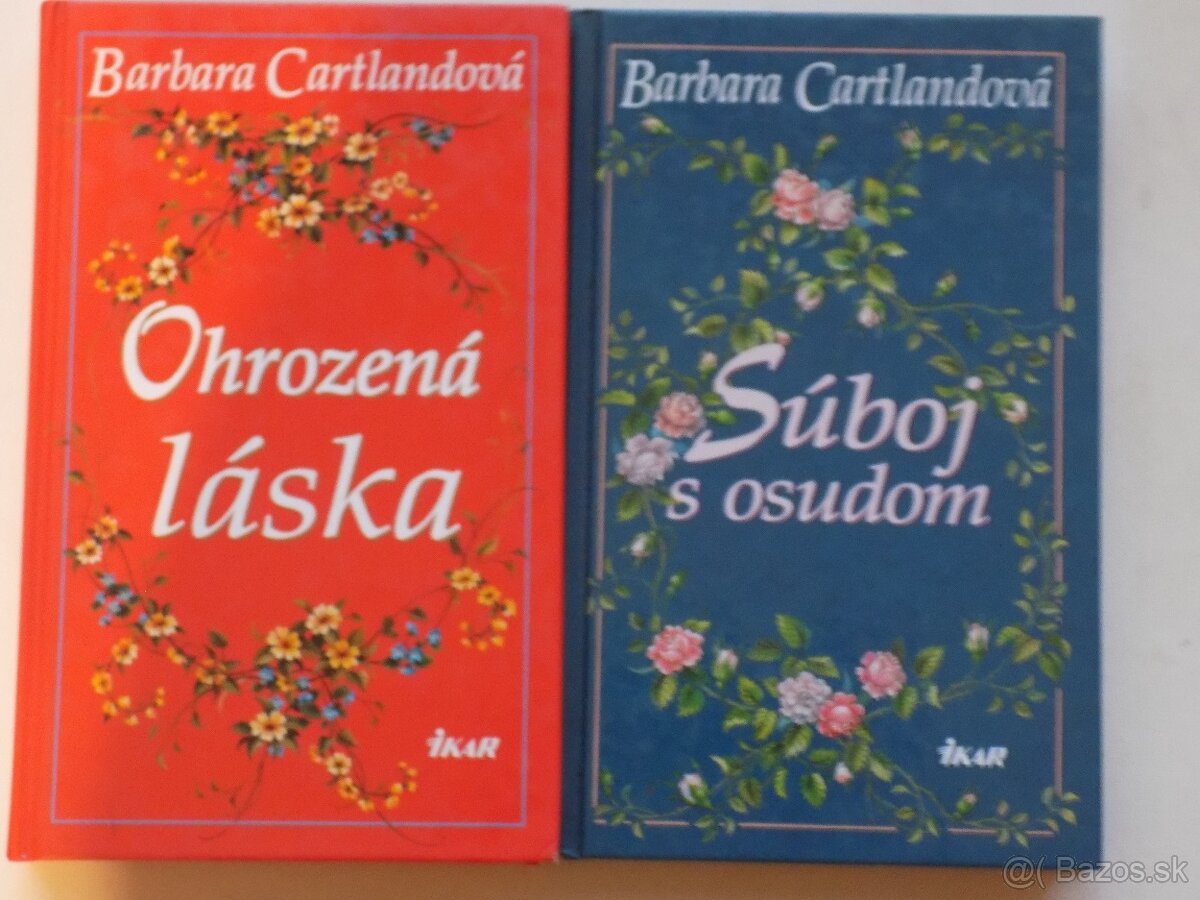 Barbara Cartlandová
Ohrozená
láska
iKAR
Barbara Cartlandová
Súboj
s osudom
iKAR
@( Bazos.sk